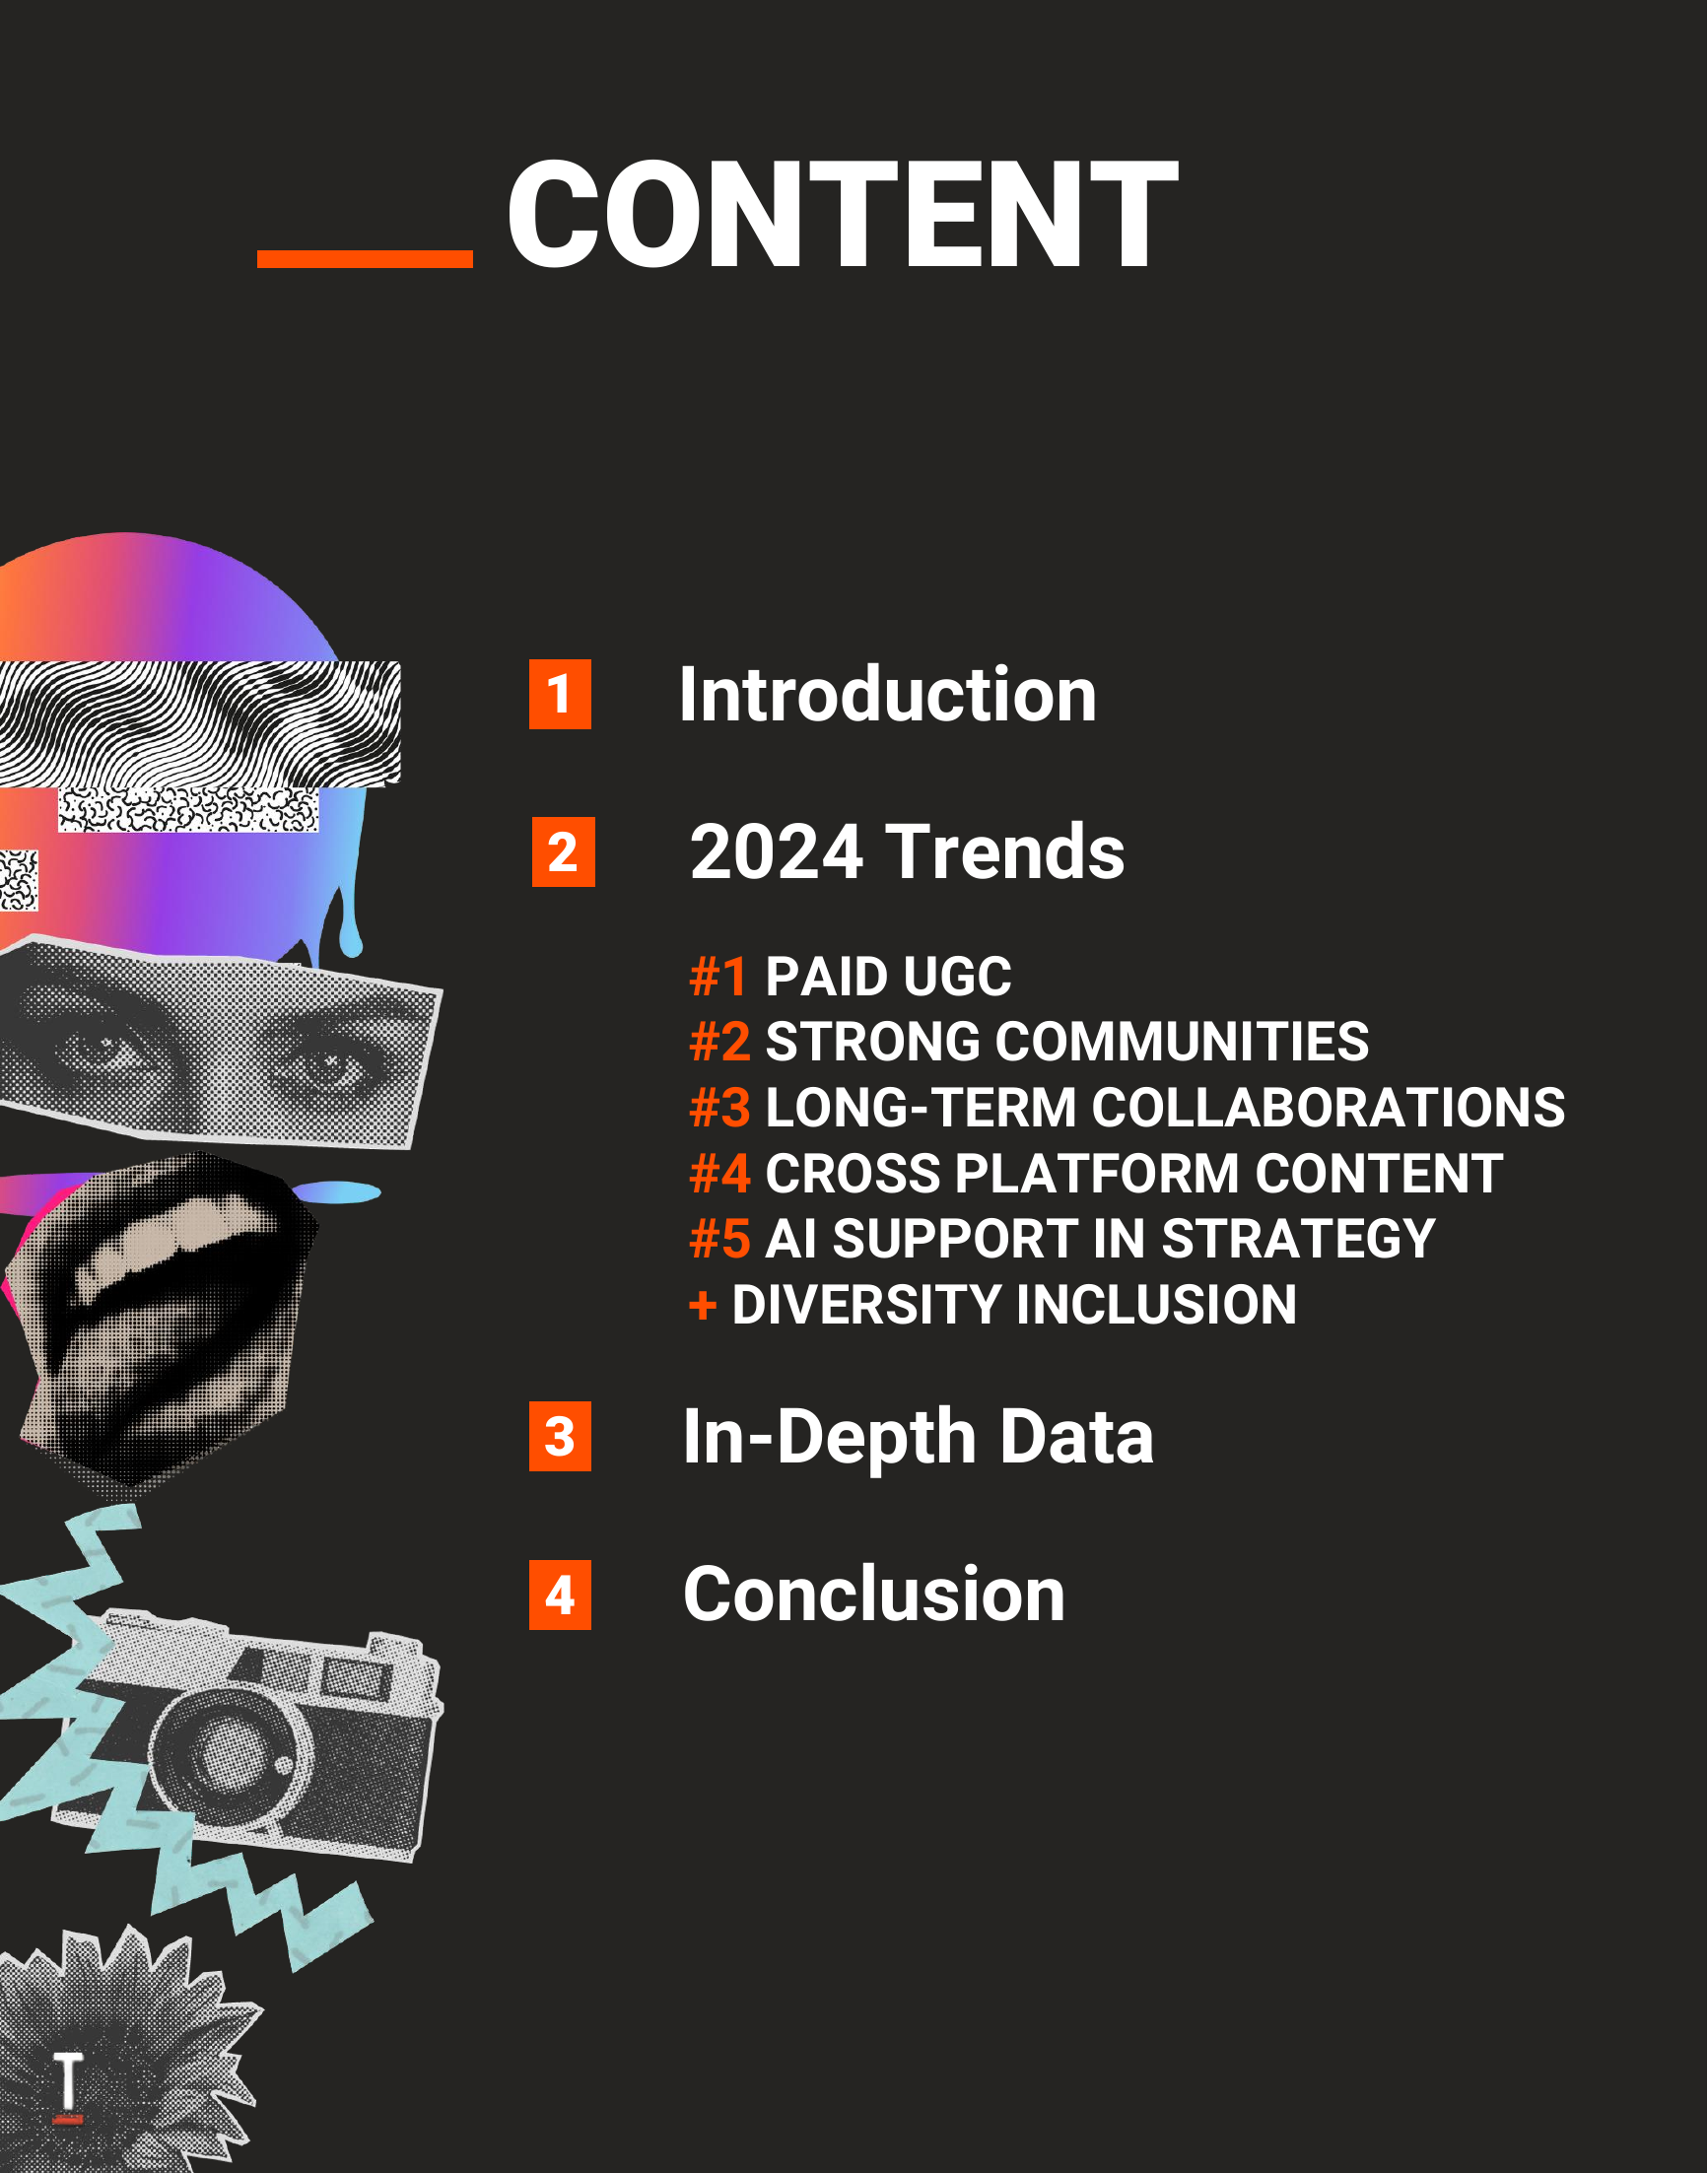 CONTENT
1 Introduction
2 2024 Trends
#1 PAID UGC
#2 STRONG COMMUNITIES
#3 LONG-TERM COLLABORATIONS
#4 CROSS PLATFORM CONTENT
#5 AI SUPPORT IN STRATEGY
+ DIVERSITY INCLUSION
3 In-Depth Data
4 Conclusion
T